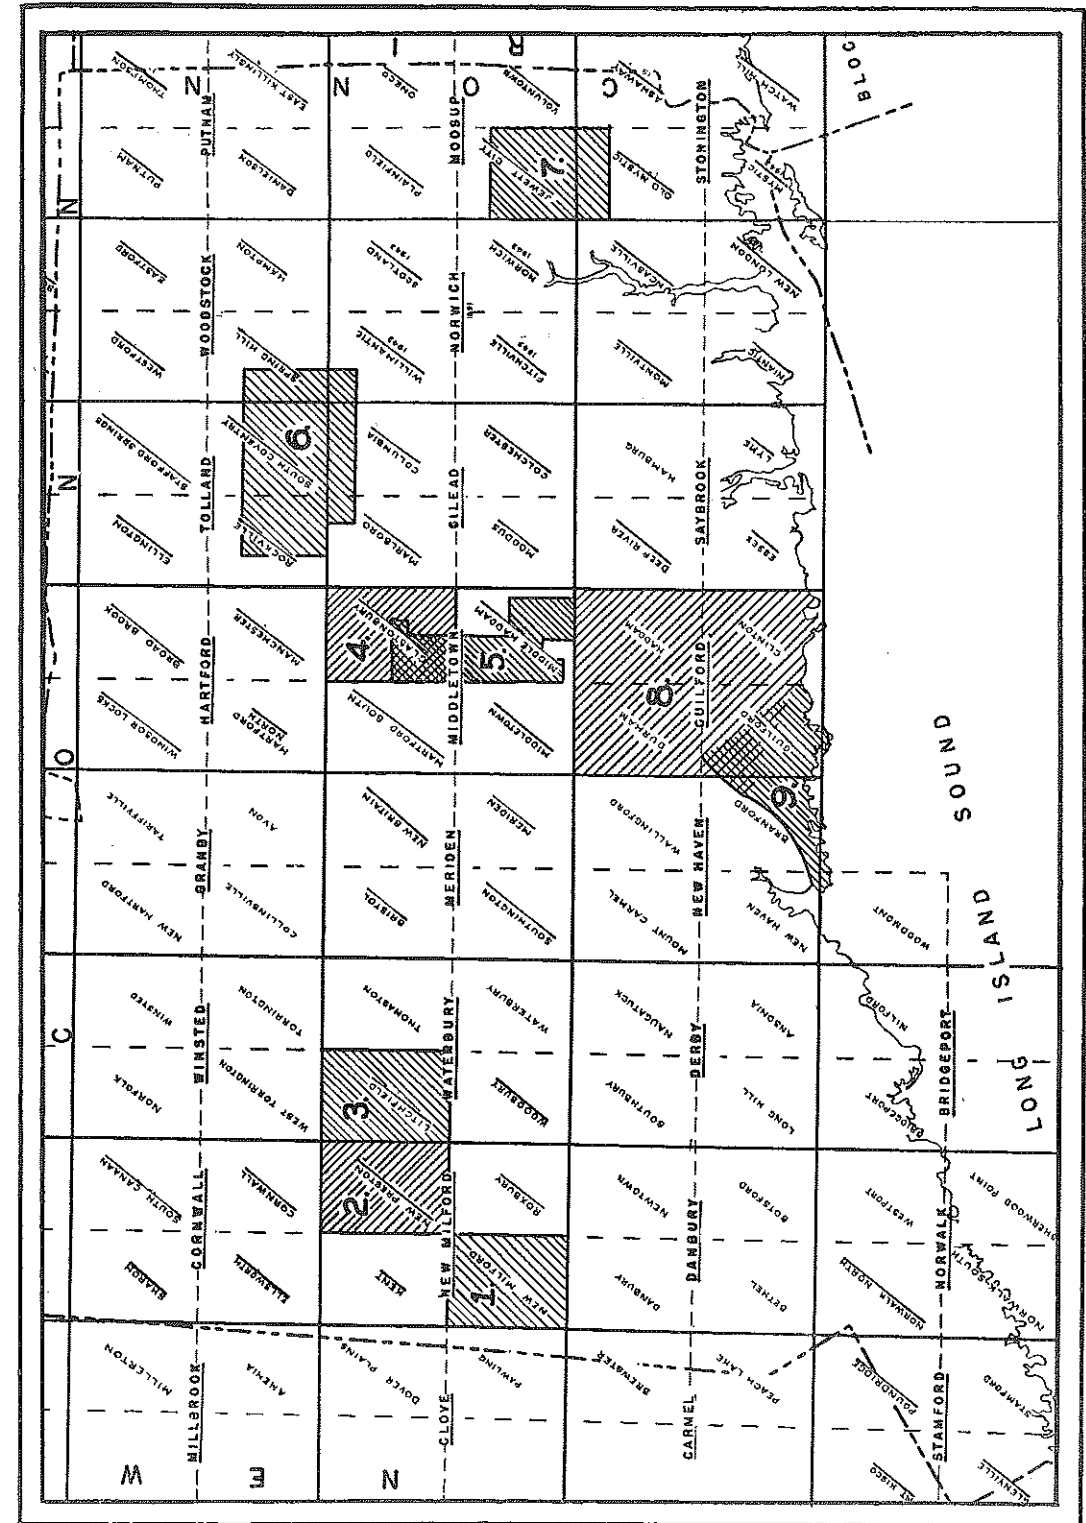 THOMPSON
EAST KILLINGLY
ONECO
VOLUNTOWN
ASHAWAY
WATCH HILL
PUTNAM
MOOSUP
STONINGTON
PUTNAM
DANIELSON
PLAINFIELD
JEWETT CITY
7.
OLD MYSTIC
MYSTIC
BLOC
EASTFORD
HAMPTON
SCOTLAND
1943
NORWICH
1943
UNCASVILLE
NEW LONDON
WOODSTOCK
NORWICH
WESTFORD
SPRING HILL
WILLIMANTIC
1943
FITCHVILLE
1943
MONTVILLE
NIANTIC
STAFFORD SPRINGS
SOUTH COVENTRY
6.
COLUMBIA
COLCHESTER
HAMBURG
LYME
TOLLAND
GILEAD
SAYBROOK
ELLINGTON
ROCKVILLE
MARLBORO
MOODUS
DEEP RIVER
ESSEX
BROAD BROOK
MANCHESTER
GLASTONBURY
4.
MIDDLE HADDAM
5.
HADDAM
CLINTON
HARTFORD
MIDDLETOWN
GUILFORD
8.
WINDSOR LOCKS
HARTFORD NORTH
HARTFORD SOUTH
MIDDLETOWN
DURHAM
GUILFORD
TARIFFVILLE
AVON
NEW BRITAIN
MERIDEN
WALLINGFORD
BRANFORD
9
GRANBY
MERIDEN
NEW HAVEN
NEW HARTFORD
COLLINSVILLE
BRISTOL
SOUTHINGTON
MOUNT CARMEL
NEW HAVEN
WOODMONT
WINSTED
TORRINGTON
THOMASTON
WATERBURY
NAUGATUCK
ANSONIA
MILFORD
WINSTED
WATERBURY
DERBY
BRIDGEPORT
NORFOLK
WEST TORRINGTON
LITCHFIELD
3.
WOODBURY
SOUTHBURY
LONG HILL
BRIDGEPORT
SOUTH CANAAN
CORNWALL
NEW PRESTON
2.
ROXBURY
NEWTOWN
BOTSFORD
WESTPORT
SHERWOOD POINT
CORNWALL
NEW MILFORD
DANBURY
NORWALK
SHARON
ELLSWORTH
KENT
NEW MILFORD
1.
DANBURY
BETHEL
NORWALK NORTH
NORWALK SOUTH
MILLERTON
AMENIA
DOVER PLAINS
PAWLING
BREWSTER
PEACH LAKE
POUNDRIDGE
STAMFORD
MILLBROOK
CLOVE
CARMEL
STAMFORD
MT KISCO
GLENVILLE
LONG ISLAND SOUND
C O N N
R I
N E W